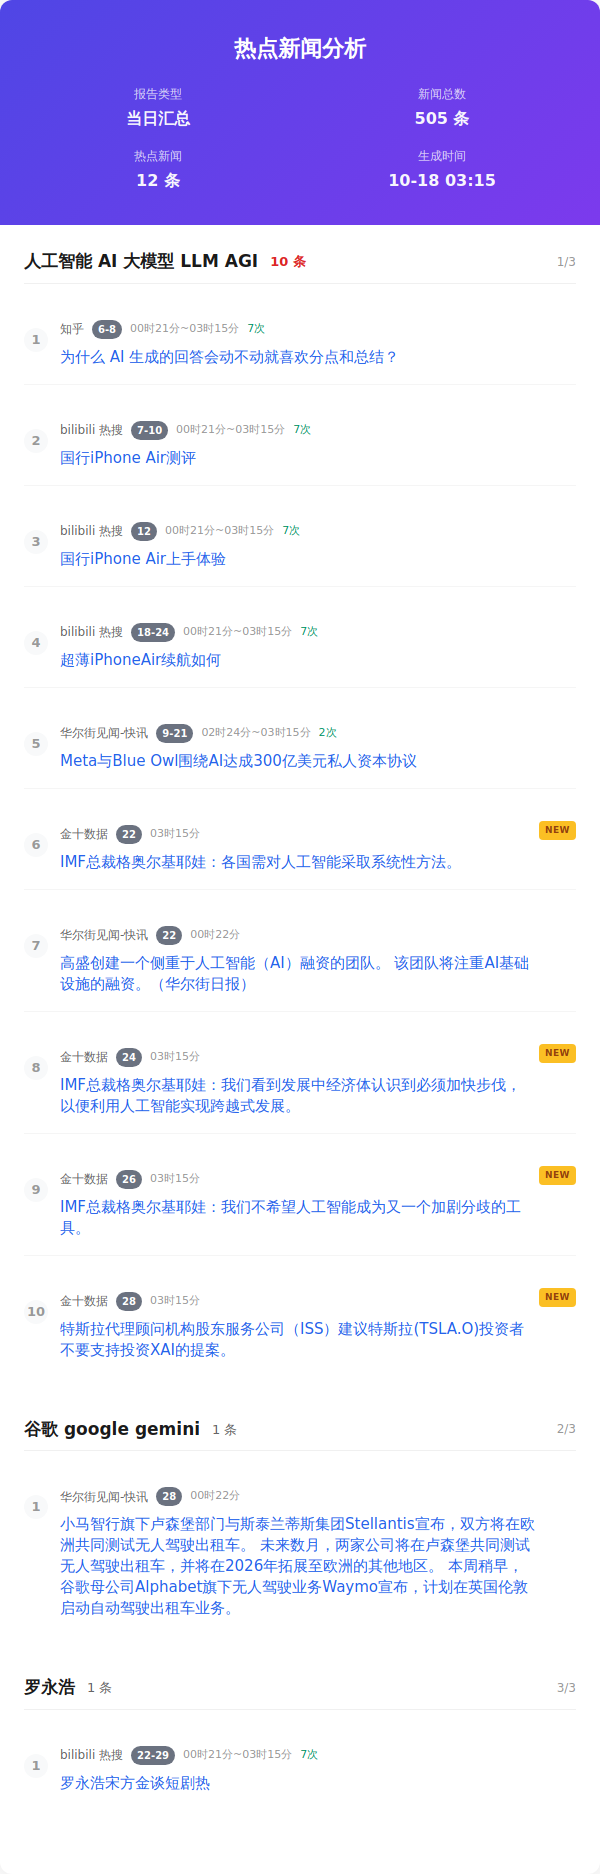 热点新闻分析
报告类型
当日汇总
新闻总数
505 条
热点新闻
12 条
生成时间
10-18 03:15
人工智能 AI 大模型 LLM AGI 10 条 1/3
1
知乎 6-8 00时21分~03时15分 7次
为什么 AI 生成的回答会动不动就喜欢分点和总结？
2
bilibili 热搜 7-10 00时21分~03时15分 7次
国行iPhone Air测评
3
bilibili 热搜 12 00时21分~03时15分 7次
国行iPhone Air上手体验
4
bilibili 热搜 18-24 00时21分~03时15分 7次
超薄iPhoneAir续航如何
5
华尔街见闻-快讯 9-21 02时24分~03时15分 2次
Meta与Blue Owl围绕AI达成300亿美元私人资本协议
6
金十数据 22 03时15分 NEW
IMF总裁格奥尔基耶娃：各国需对人工智能采取系统性方法。
7
华尔街见闻-快讯 22 00时22分
高盛创建一个侧重于人工智能（AI）融资的团队。 该团队将注重AI基础
设施的融资。（华尔街日报）
8
金十数据 24 03时15分 NEW
IMF总裁格奥尔基耶娃：我们看到发展中经济体认识到必须加快步伐，
以便利用人工智能实现跨越式发展。
9
金十数据 26 03时15分 NEW
IMF总裁格奥尔基耶娃：我们不希望人工智能成为又一个加剧分歧的工
具。
10
金十数据 28 03时15分 NEW
特斯拉代理顾问机构股东服务公司（ISS）建议特斯拉(TSLA.O)投资者
不要支持投资XAI的提案。
谷歌 google gemini 1 条 2/3
1
华尔街见闻-快讯 28 00时22分
小马智行旗下卢森堡部门与斯泰兰蒂斯集团Stellantis宣布，双方将在欧
洲共同测试无人驾驶出租车。 未来数月，两家公司将在卢森堡共同测试
无人驾驶出租车，并将在2026年拓展至欧洲的其他地区。 本周稍早，
谷歌母公司Alphabet旗下无人驾驶业务Waymo宣布，计划在英国伦敦
启动自动驾驶出租车业务。
罗永浩 1 条 3/3
1
bilibili 热搜 22-29 00时21分~03时15分 7次
罗永浩宋方金谈短剧热